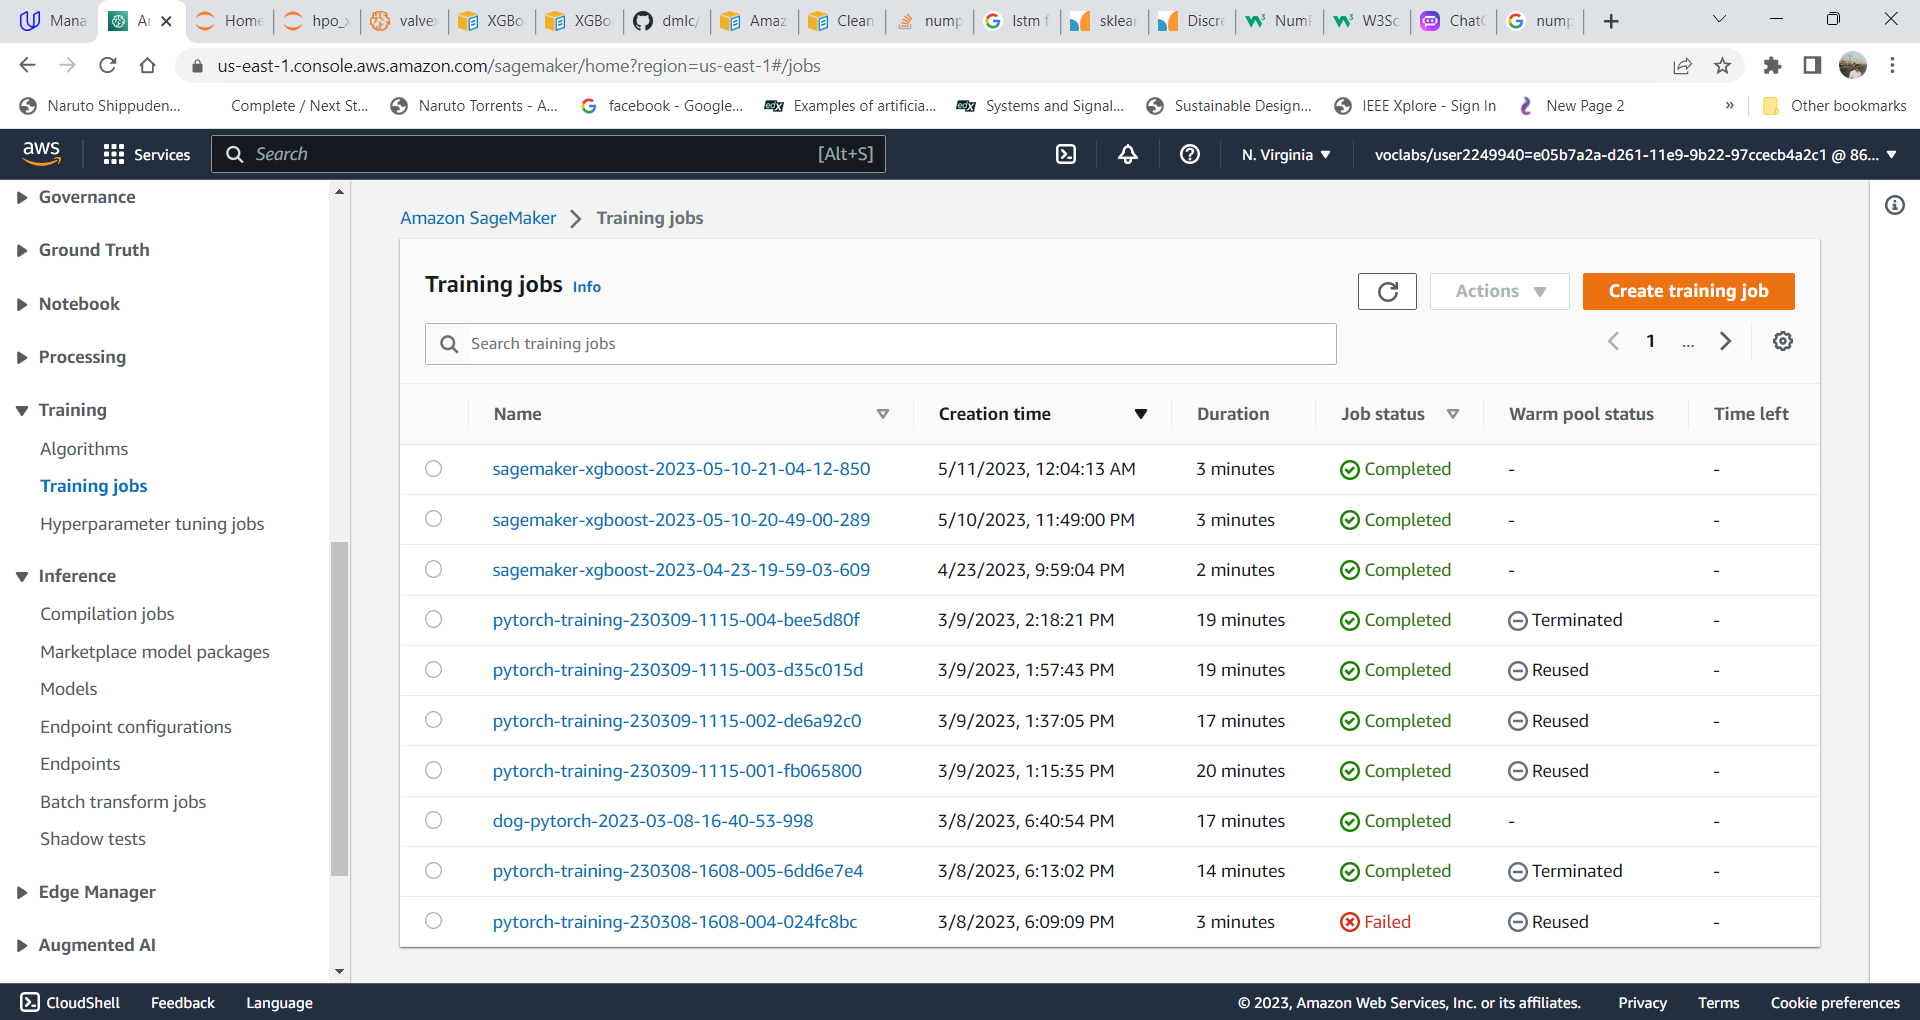 Mana
A
Home
hpo_x
valvex
XGBo
XGBo
dmlc/
Amaz
Clean
nump
lstm f
sklear
Discre
NumP
W3Sc
ChatG
nump
us-east-1.console.aws.amazon.com/sagemaker/home?region=us-east-1#/jobs
Naruto Shippuden...
Complete / Next St...
Naruto Torrents - A...
facebook - Google...
edX
Examples of artificia...
edX
Systems and Signal...
Sustainable Design...
IEEE Xplore - Sign In
New Page 2
»
Other bookmarks
aws
Services
Search
[Alt+S]
N. Virginia
voclabs/user2249940=e05b7a2a-d261-11e9-9b22-97ccecb4a2c1 @ 86...
Governance
Ground Truth
Notebook
Processing
Training
Algorithms
Training jobs
Hyperparameter tuning jobs
Inference
Compilation jobs
Marketplace model packages
Models
Endpoint configurations
Endpoints
Batch transform jobs
Shadow tests
Edge Manager
Augmented AI
Amazon SageMaker
Training jobs
Training jobs Info
Actions
Create training job
Search training jobs
1 ...
Name Creation time Duration Job status Warm pool status Time left
sagemaker-xgboost-2023-05-10-21-04-12-850 5/11/2023, 12:04:13 AM 3 minutes Completed - -
sagemaker-xgboost-2023-05-10-20-49-00-289 5/10/2023, 11:49:00 PM 3 minutes Completed - -
sagemaker-xgboost-2023-04-23-19-59-03-609 4/23/2023, 9:59:04 PM 2 minutes Completed - -
pytorch-training-230309-1115-004-bee5d80f 3/9/2023, 2:18:21 PM 19 minutes Completed Terminated -
pytorch-training-230309-1115-003-d35c015d 3/9/2023, 1:57:43 PM 19 minutes Completed Reused -
pytorch-training-230309-1115-002-de6a92c0 3/9/2023, 1:37:05 PM 17 minutes Completed Reused -
pytorch-training-230309-1115-001-fb065800 3/9/2023, 1:15:35 PM 20 minutes Completed Reused -
dog-pytorch-2023-03-08-16-40-53-998 3/8/2023, 6:40:54 PM 17 minutes Completed - -
pytorch-training-230308-1608-005-6dd6e7e4 3/8/2023, 6:13:02 PM 14 minutes Completed Terminated -
pytorch-training-230308-1608-004-024fc8bc 3/8/2023, 6:09:09 PM 3 minutes Failed Reused -
CloudShell
Feedback
Language
© 2023, Amazon Web Services, Inc. or its affiliates.
Privacy
Terms
Cookie preferences